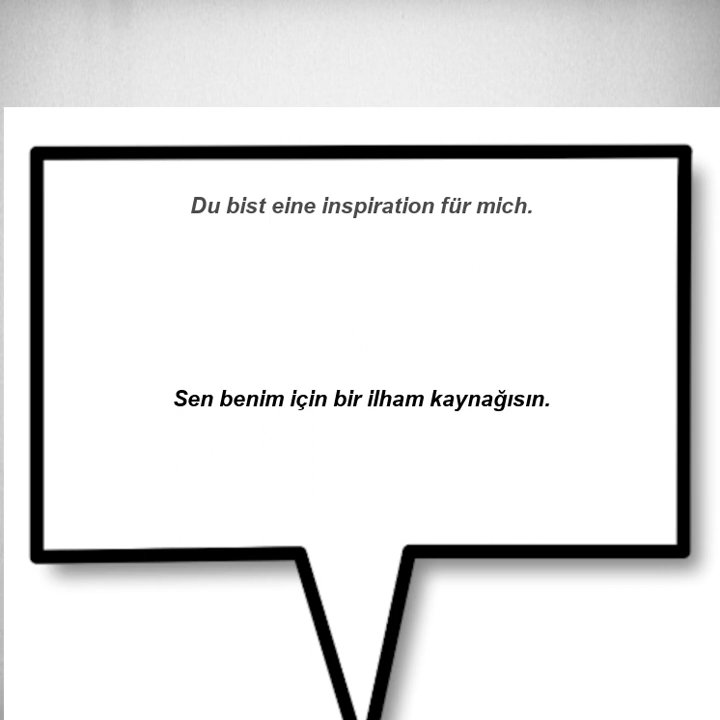 Du bist eine inspiration für mich.
Sen benim için bir ilham kaynağısın.